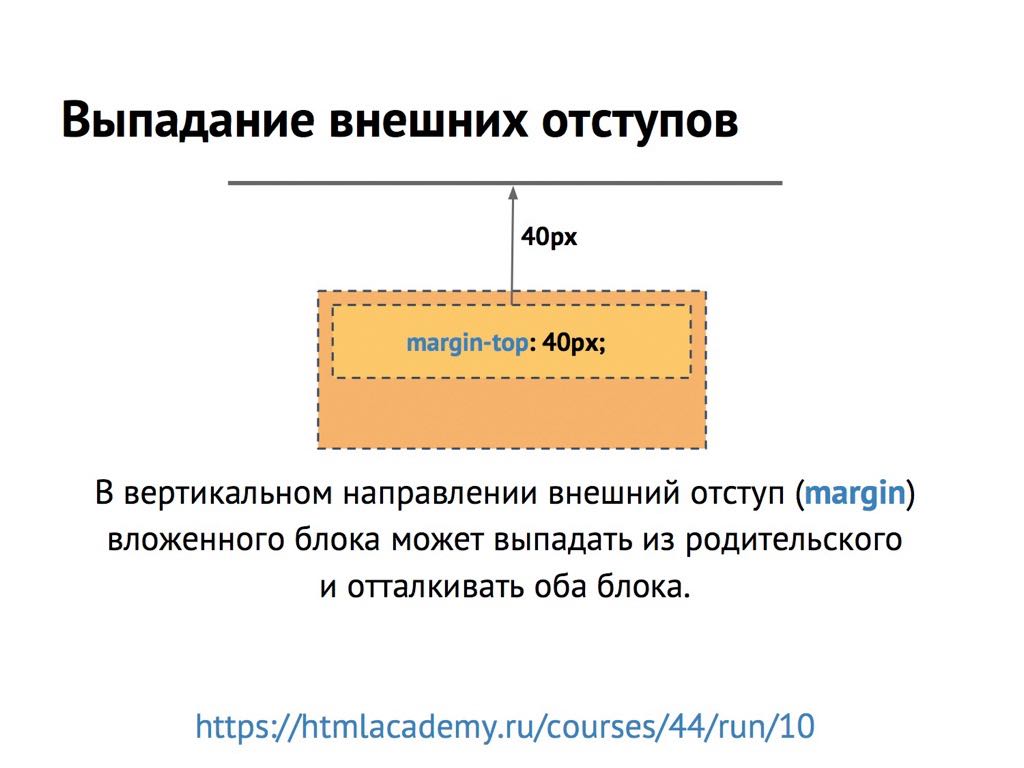 Выпадание внешних отступов
40px
margin-top: 40px;
В вертикальном направлении внешний отступ (margin)
вложенного блока может выпадать из родительского
и отталкивать оба блока.
https://htmlacademy.ru/courses/44/run/10